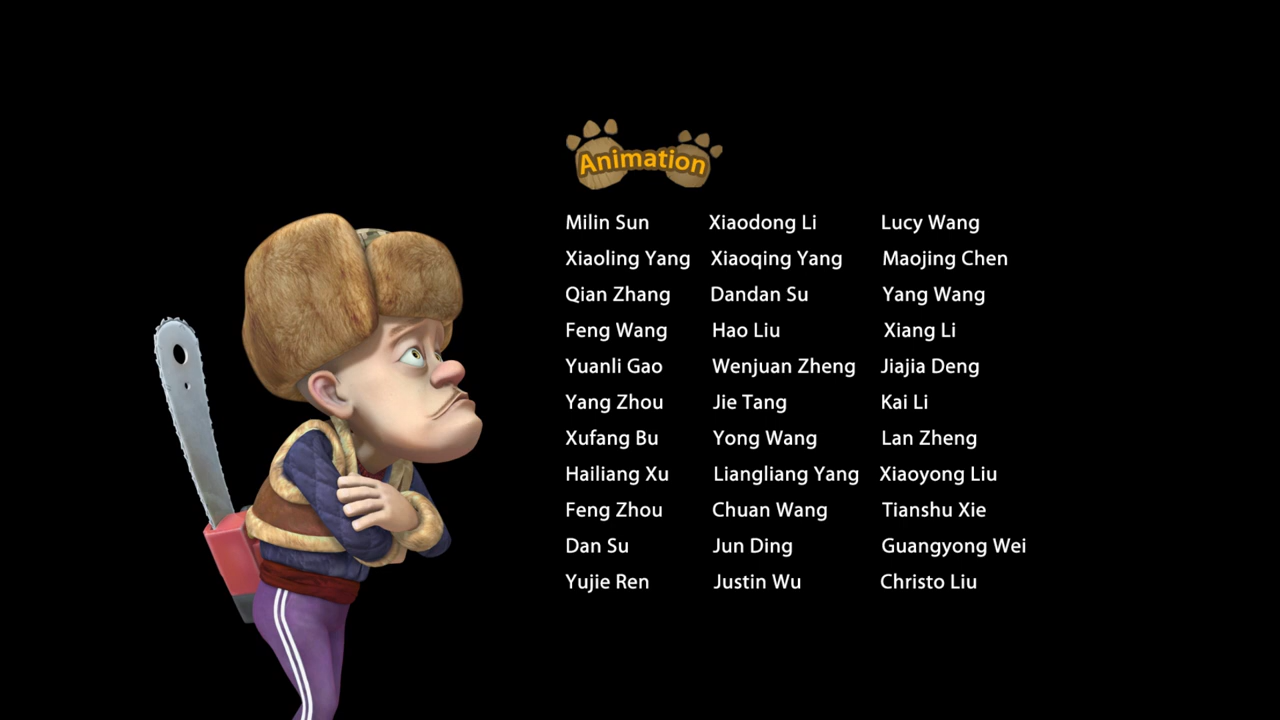 Animation
Milin Sun Xiaodong Li Lucy Wang
Xiaoling Yang Xiaoqing Yang Maojing Chen
Qian Zhang Dandan Su Yang Wang
Feng Wang Hao Liu Xiang Li
Yuanli Gao Wenjuan Zheng Jiajia Deng
Yang Zhou Jie Tang Kai Li
Xufang Bu Yong Wang Lan Zheng
Hailiang Xu Liangliang Yang Xiaoyong Liu
Feng Zhou Chuan Wang Tianshu Xie
Dan Su Jun Ding Guangyong Wei
Yujie Ren Justin Wu Christo Liu